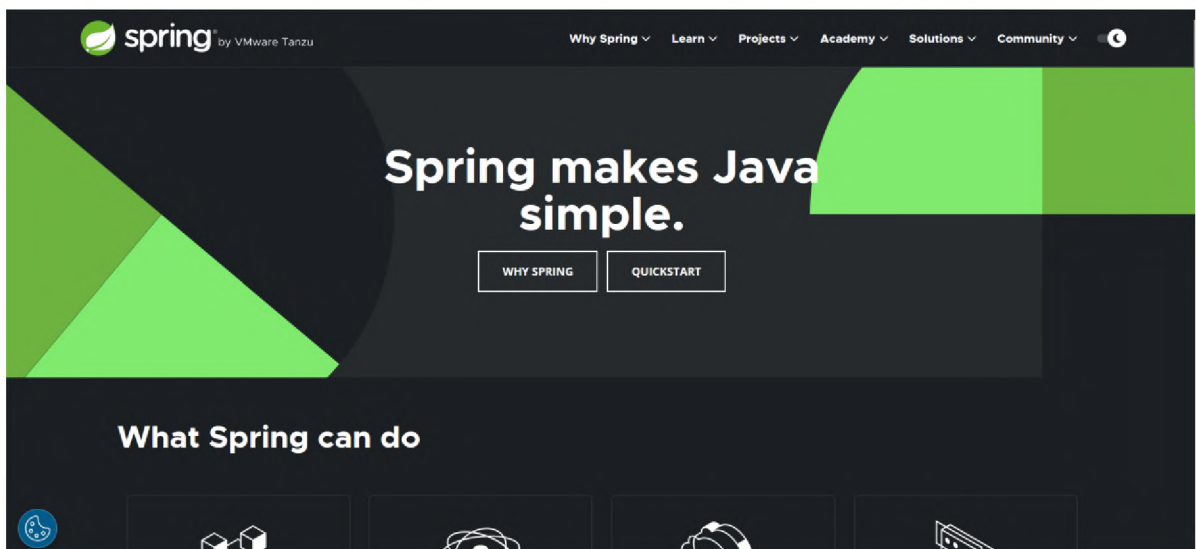 spring by VMware Tanzu
Why Spring Learn Projects Academy Solutions Community
Spring makes Java
simple.
WHY SPRING QUICKSTART
What Spring can do